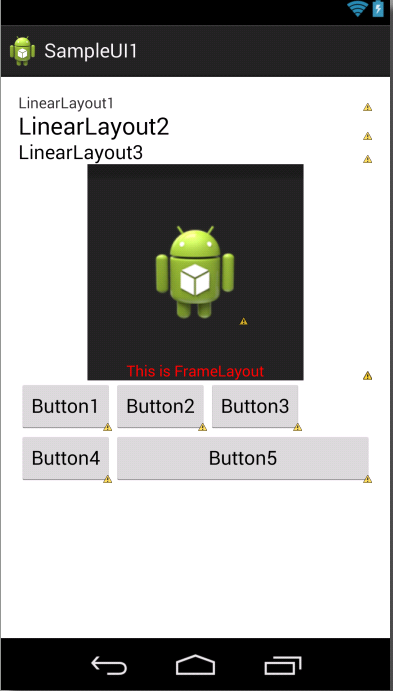 SampleUI1
LinearLayout1
LinearLayout2
LinearLayout3
This is FrameLayout
Button1 Button2 Button3
Button4 Button5